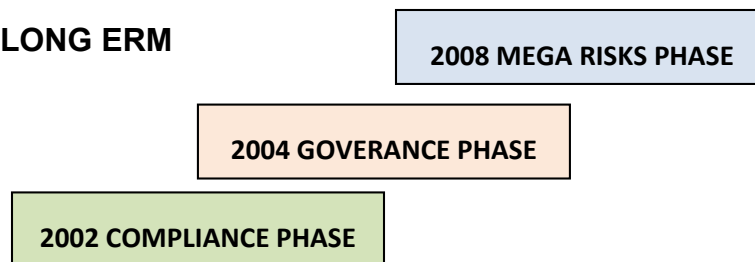 LONG ERM
2008 MEGA RISKS PHASE
2004 GOVERANCE PHASE
2002 COMPLIANCE PHASE